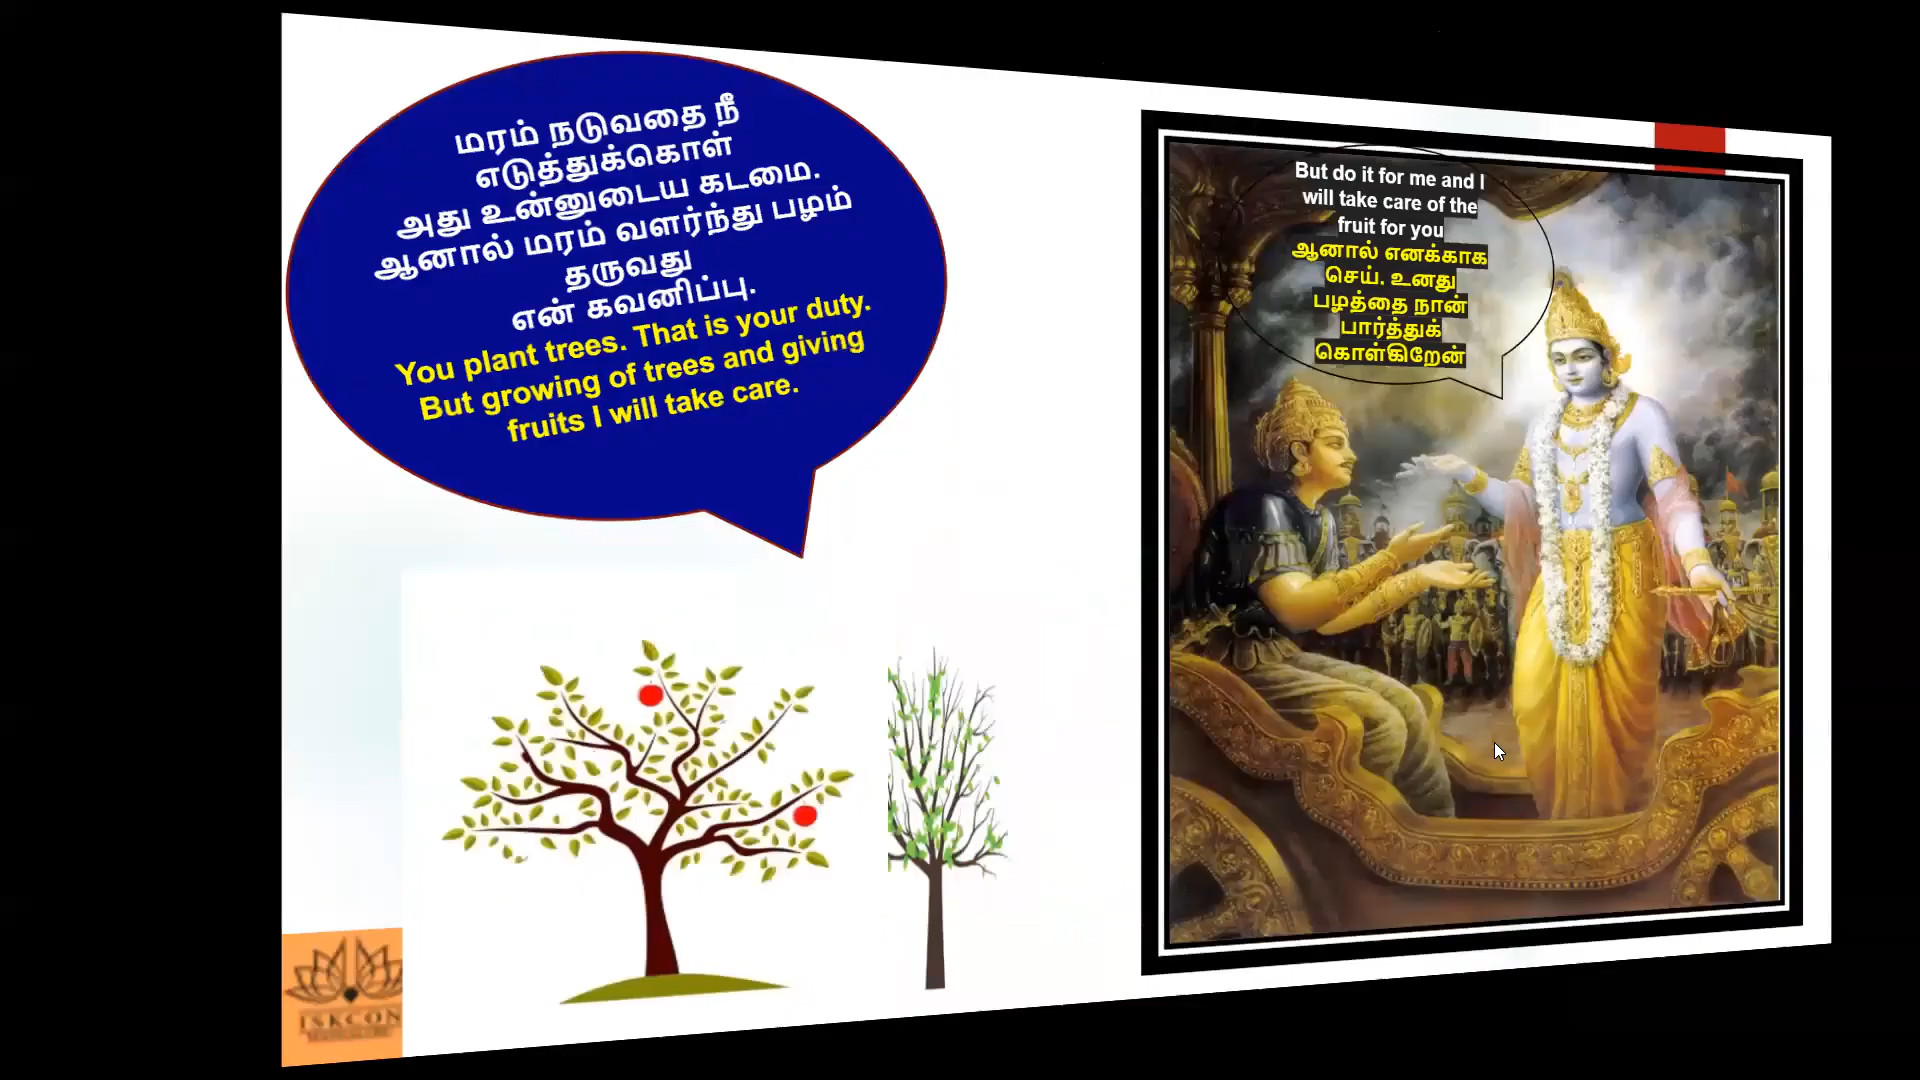 மரம் நடுவதை நீ
எடுத்துக்கொள்
அது உன்னுடைய கடமை.
ஆனால் மரம் வளர்ந்து பழம்
தருவது
என் கவனிப்பு.
You plant trees. That is your duty.
But growing of trees and giving
fruits I will take care.
But do it for me and I
will take care of the
fruit for you
ஆனால் எனக்காக
செய். உனது
பழத்தை நான்
பார்த்துக்
கொள்கிறேன்
ISKCON